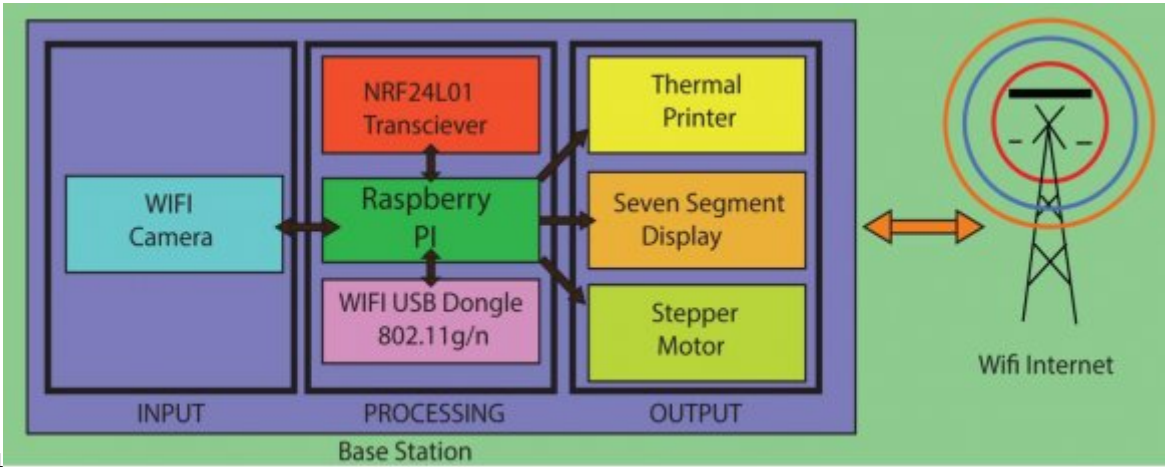 NRF24L01
Transciever
Thermal
Printer
WIFI
Camera
Raspberry
PI
Seven Segment
Display
WIFI USB Dongle
802.11g/n
Stepper
Motor
Wifi Internet
INPUT
PROCESSING
OUTPUT
Base Station